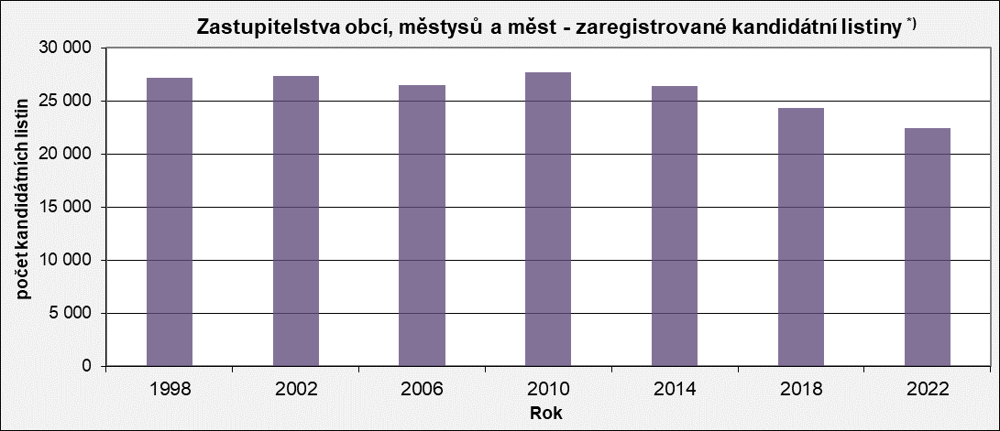 Zastupitelstva obcí, městysů a měst - zaregistrované kandidátní listiny *)
počet kandidátních listin
30 000
25 000
20 000
15 000
10 000
5 000
0
1998 2002 2006 2010 2014 2018 2022
Rok